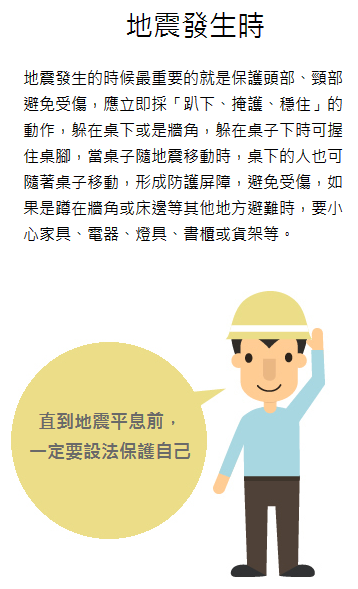 地震發生時
地震發生的時候最重要的就是保護頭部、頸部
避免受傷，應立即採「趴下、掩護、穩住」的
動作，躲在桌下或是牆角，躲在桌子下時可握
住桌腳，當桌子隨地震移動時，桌下的人也可
隨著桌子移動，形成防護屏障，避免受傷，如
果是蹲在牆角或床邊等其他地方避難時，要小
心家具、電器、燈具、書櫃或貨架等。
直到地震平息前，
一定要設法保護自己